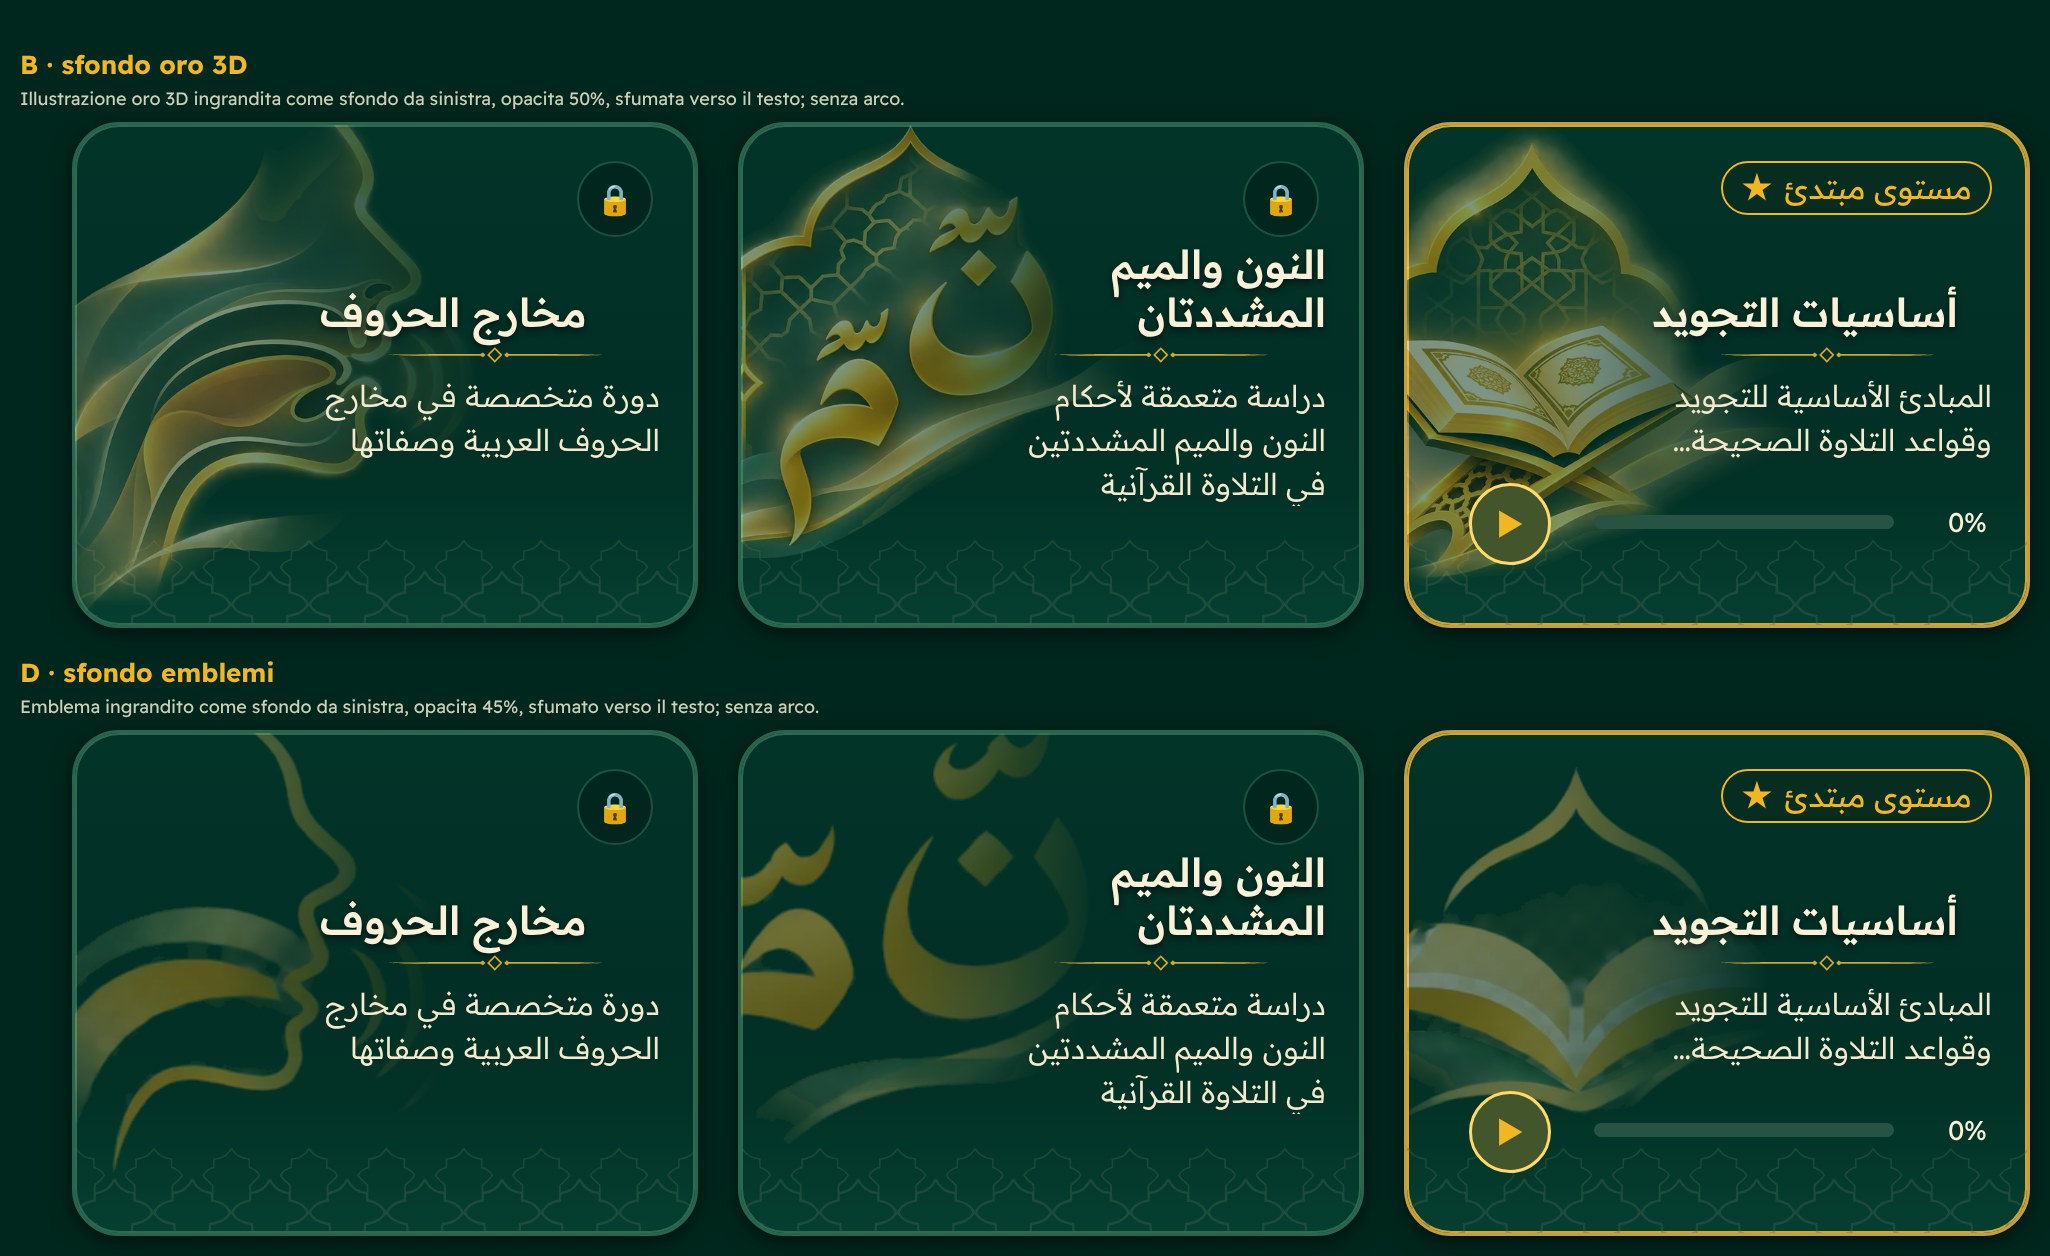 B · sfondo oro 3D
Illustrazione oro 3D ingrandita come sfondo da sinistra, opacita 50%, sfumata verso il testo; senza arco.
مستوى مبتدئ ★
أساسيات التجويد
المبادئ الأساسية للتجويد
وقواعد التلاوة الصحيحة...
0%
النون والميم
المشددتان
دراسة متعمقة لأحكام
النون والميم المشددتين
في التلاوة القرآنية
نّ
مّ
مخارج الحروف
دورة متخصصة في مخارج
الحروف العربية وصفاتها
D · sfondo emblemi
Emblema ingrandito come sfondo da sinistra, opacita 45%, sfumato verso il testo; senza arco.
مستوى مبتدئ ★
أساسيات التجويد
المبادئ الأساسية للتجويد
وقواعد التلاوة الصحيحة...
0%
النون والميم
المشددتان
دراسة متعمقة لأحكام
النون والميم المشددتين
في التلاوة القرآنية
نّ
مّ
مخارج الحروف
دورة متخصصة في مخارج
الحروف العربية وصفاتها